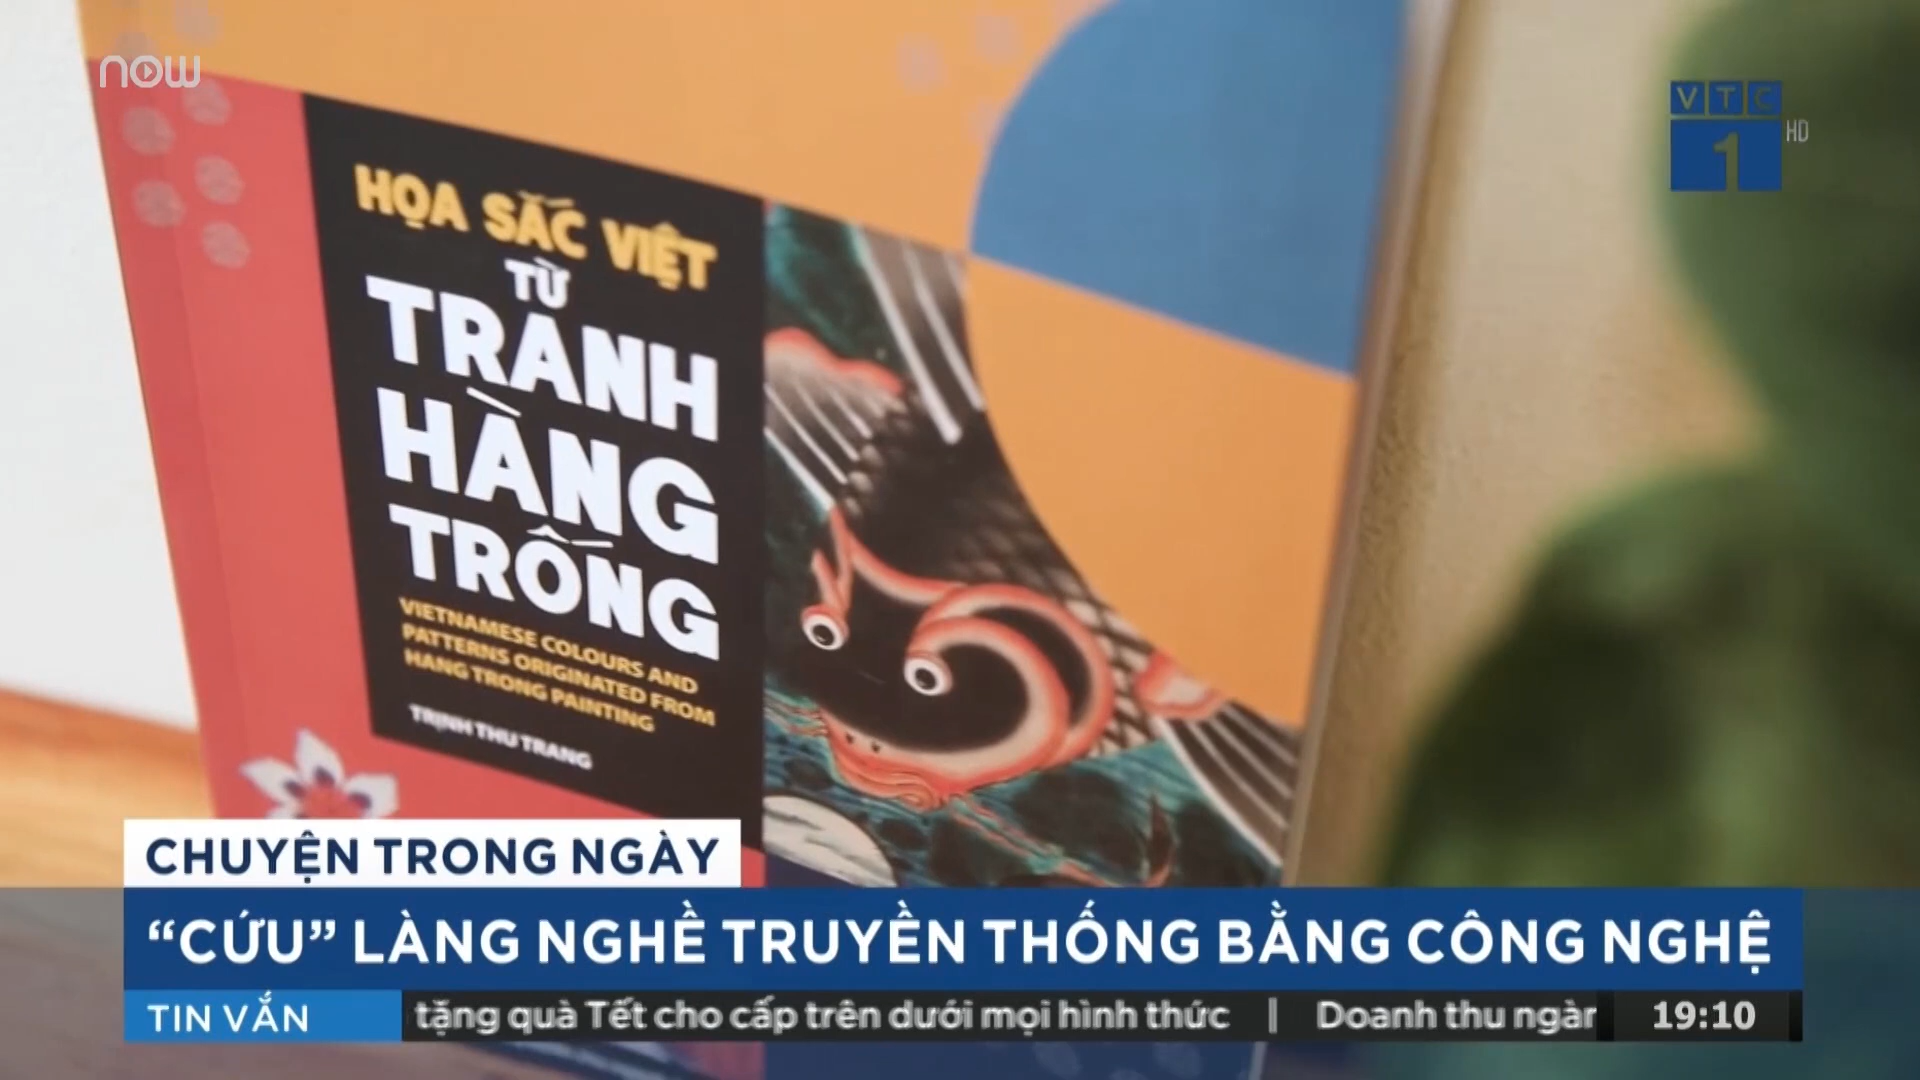 now
VTC
1
HD
HỌA SẮC VIỆT
TỪ
TRANH
HÀNG
TRỐNG
VIETNAMESE COLOURS AND
PATTERNS ORIGINATED FROM
HANG TRONG PAINTING
TRỊNH THU TRANG
CHUYỆN TRONG NGÀY
“CỨU” LÀNG NGHỀ TRUYỀN THỐNG BẰNG CÔNG NGHỆ
TIN VẮN
tặng quà Tết cho cấp trên dưới mọi hình thức | Doanh thu ngàn
19:10